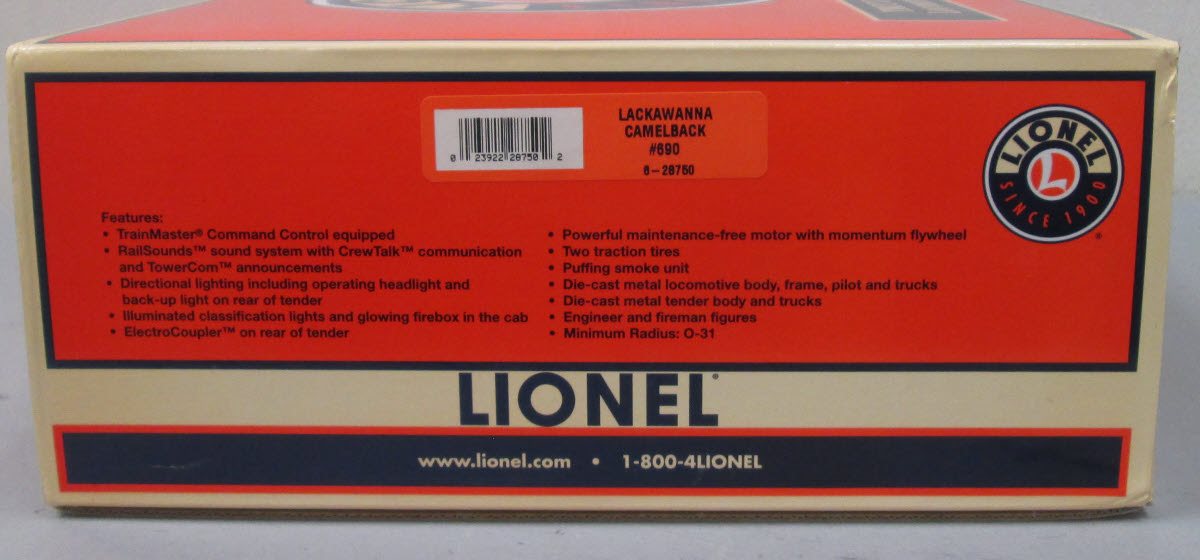 LACKAWANNA
CAMELBACK
#690
6-28750
0 23922 28750 2
LIONEL
L
SINCE 1900
®
Features:
• TrainMaster® Command Control equipped
• RailSounds™ sound system with CrewTalk™ communication
and TowerCom™ announcements
• Directional lighting including operating headlight and
back-up light on rear of tender
• Illuminated classification lights and glowing firebox in the cab
• ElectroCoupler™ on rear of tender
• Powerful maintenance-free motor with momentum flywheel
• Two traction tires
• Puffing smoke unit
• Die-cast metal locomotive body, frame, pilot and trucks
• Die-cast metal tender body and trucks
• Engineer and fireman figures
• Minimum Radius: O-31
LIONEL®
www.lionel.com • 1-800-4LIONEL